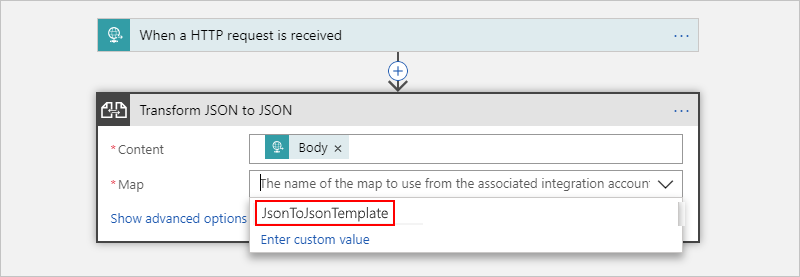 When a HTTP request is received
Transform JSON to JSON
* Content
Body ×
* Map
The name of the map to use from the associated integration accoun
Show advanced options
JsonToJsonTemplate
Enter custom value